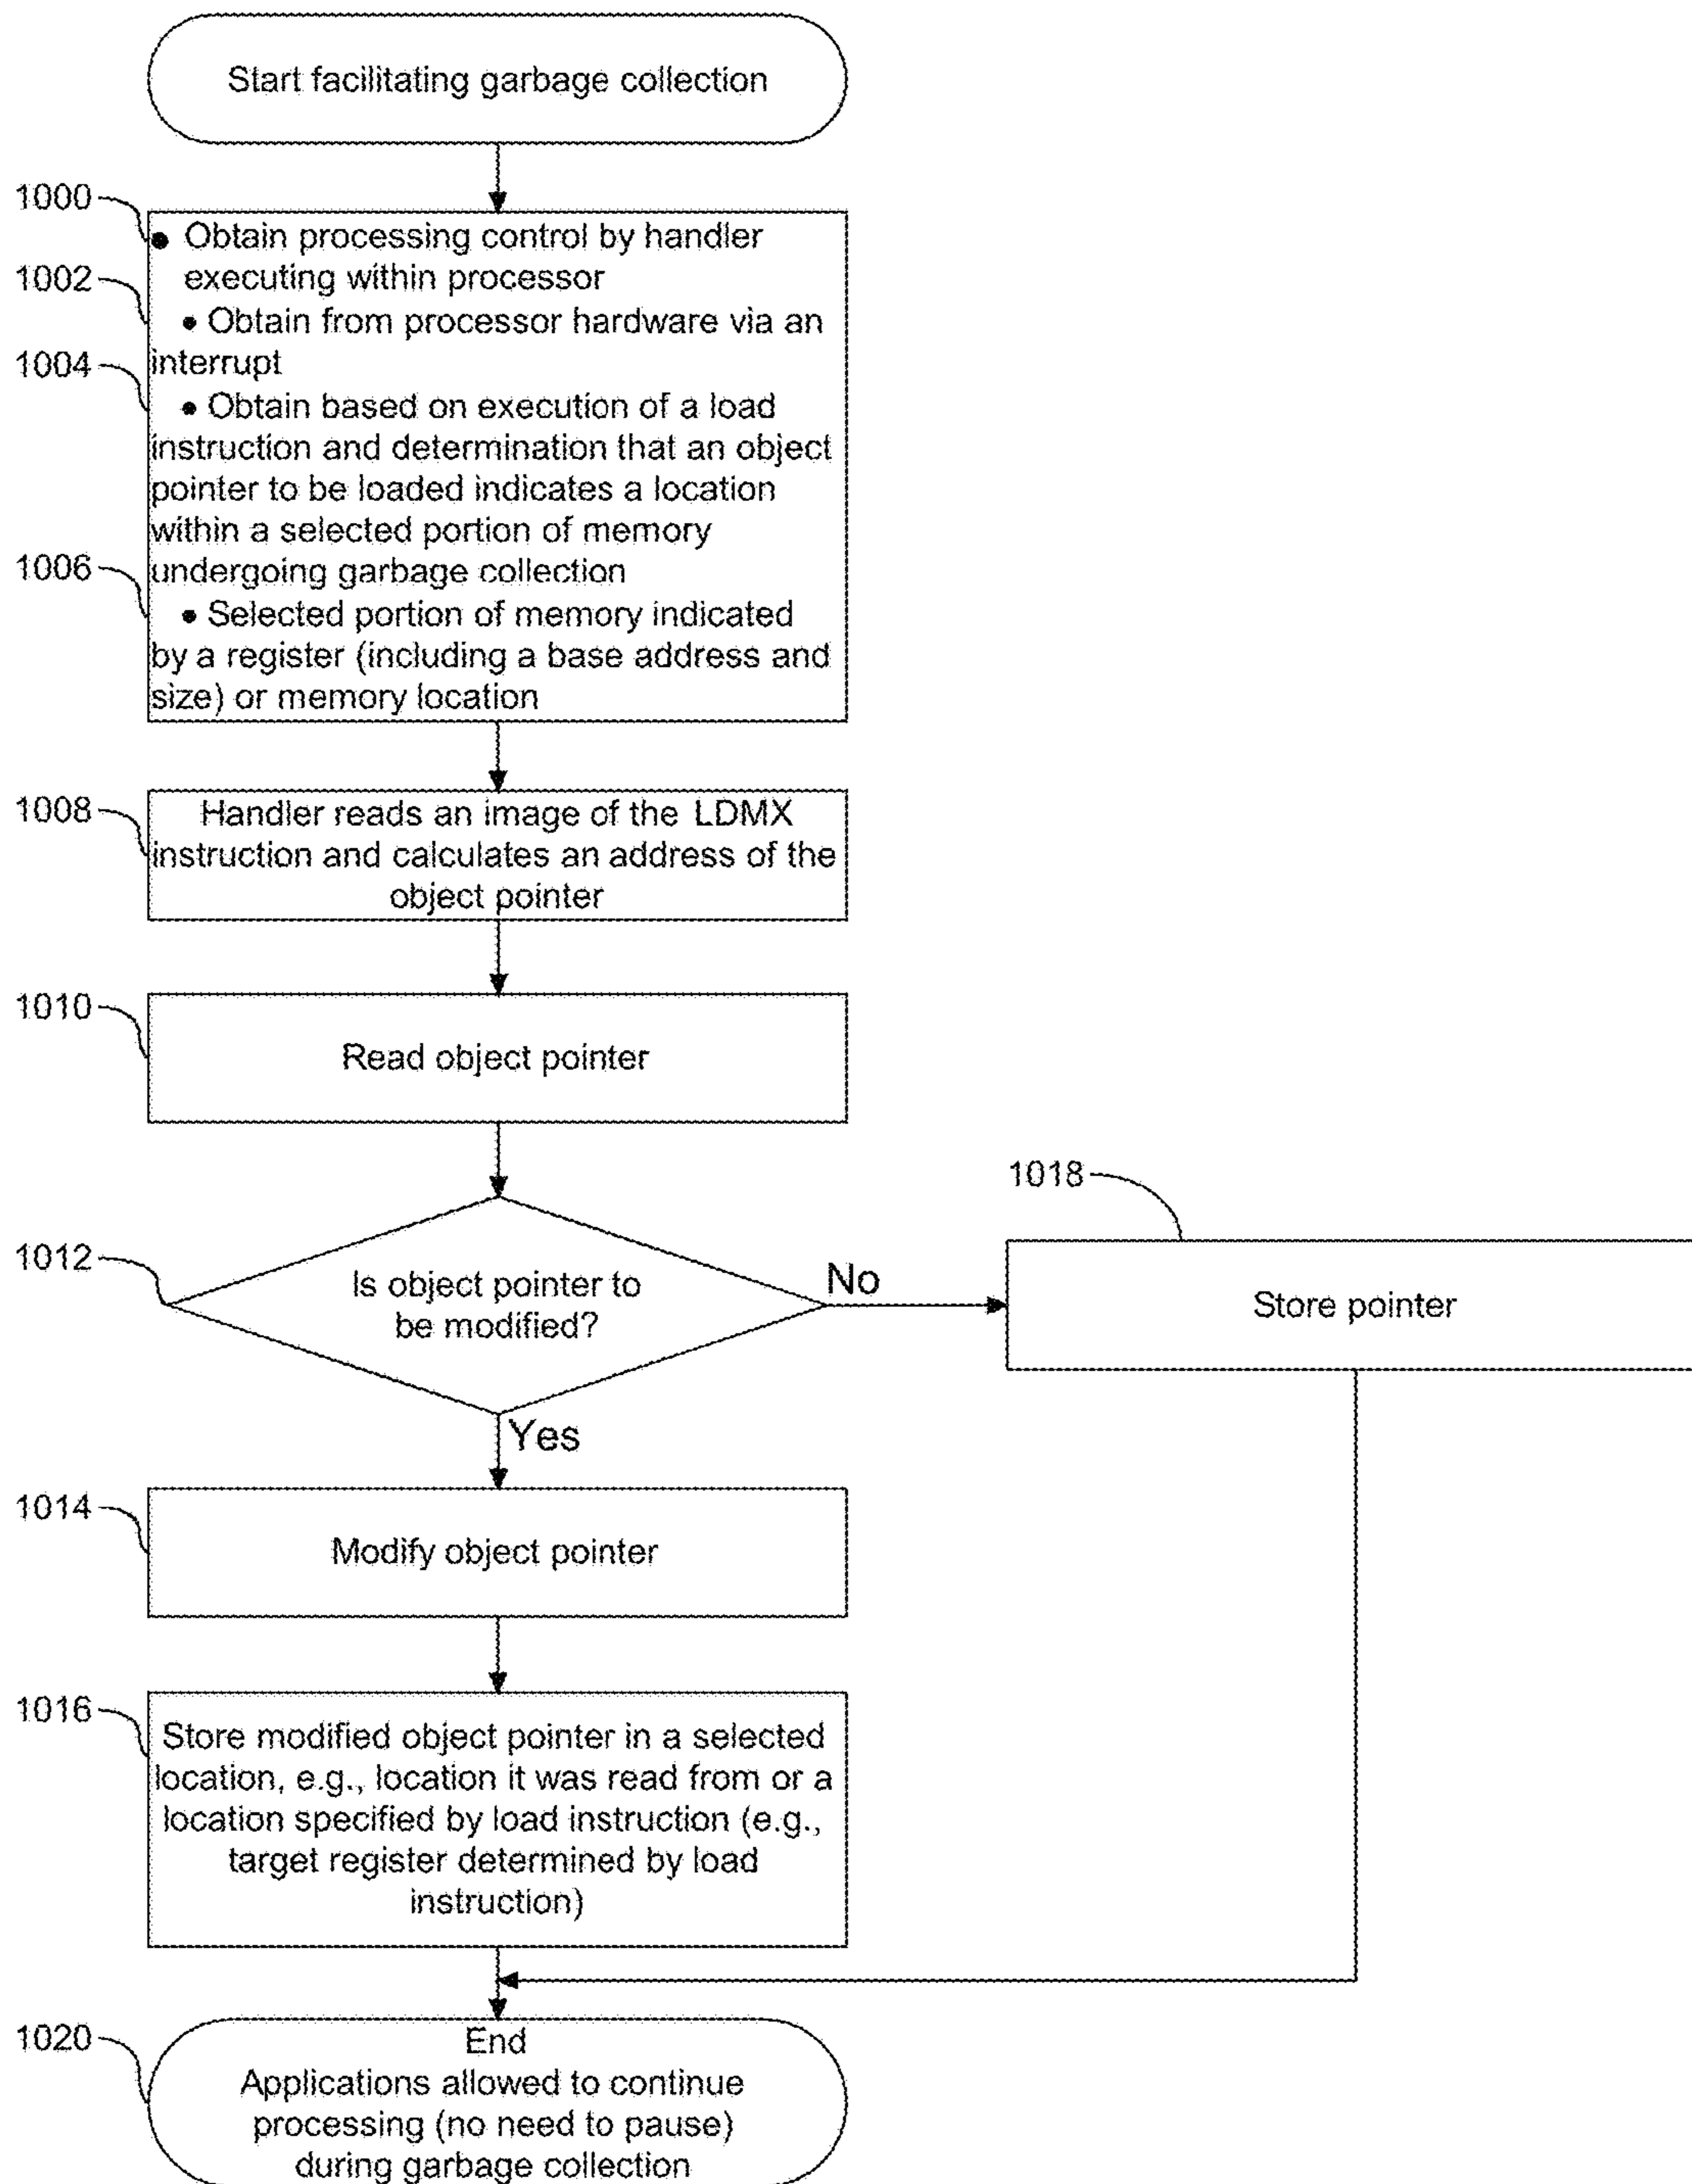 Start facilitating garbage collection
1000
• Obtain processing control by handler
executing within processor
1002
• Obtain from processor hardware via an
interrupt
1004
• Obtain based on execution of a load
instruction and determination that an object
pointer to be loaded indicates a location
within a selected portion of memory
undergoing garbage collection
1006
• Selected portion of memory indicated
by a register (including a base address and
size) or memory location
1008
Handler reads an image of the LDMX
instruction and calculates an address of the
object pointer
1010
Read object pointer
1012
Is object pointer to
be modified?
No
1018
Store pointer
Yes
1014
Modify object pointer
1016
Store modified object pointer in a selected
location, e.g., location it was read from or a
location specified by load instruction (e.g.,
target register determined by load
instruction)
1020
End
Applications allowed to continue
processing (no need to pause)
during garbage collection